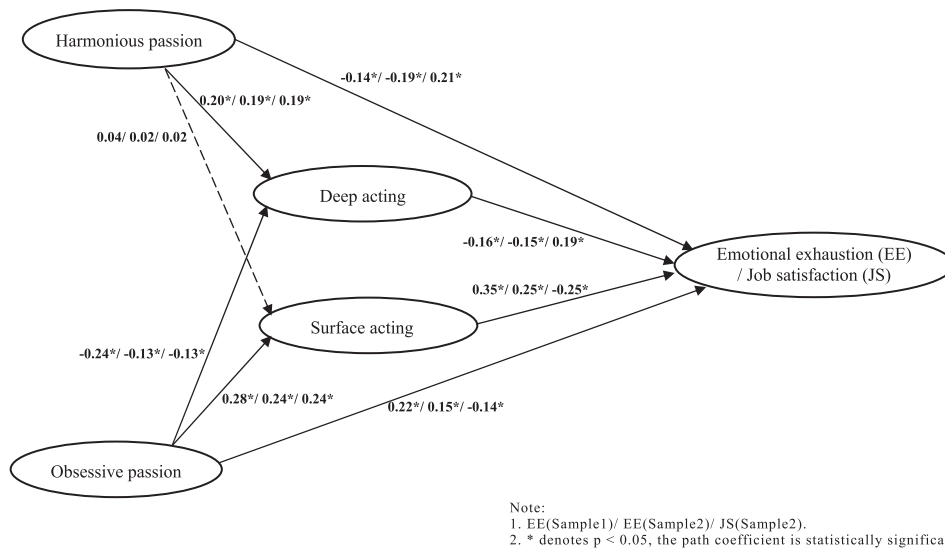 Harmonious passion
-0.14*/ -0.19*/ 0.21*
0.20*/ 0.19*/ 0.19*
0.04/ 0.02/ 0.02
Deep acting
-0.16*/ -0.15*/ 0.19*
Emotional exhaustion (EE)
/ Job satisfaction (JS)
0.35*/ 0.25*/ -0.25*
Surface acting
-0.24*/ -0.13*/ -0.13*
0.28*/ 0.24*/ 0.24*
0.22*/ 0.15*/ -0.14*
Obsessive passion
Note:
1. EE(Sample1)/ EE(Sample2)/ JS(Sample2).
2. * denotes p < 0.05, the path coefficient is statistically significa